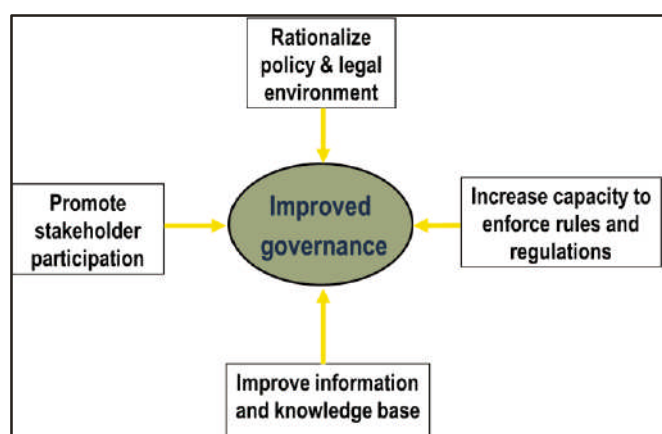 Rationalize
policy & legal
environment
Promote
stakeholder
participation
Improved
governance
Increase capacity to
enforce rules and
regulations
Improve information
and knowledge base